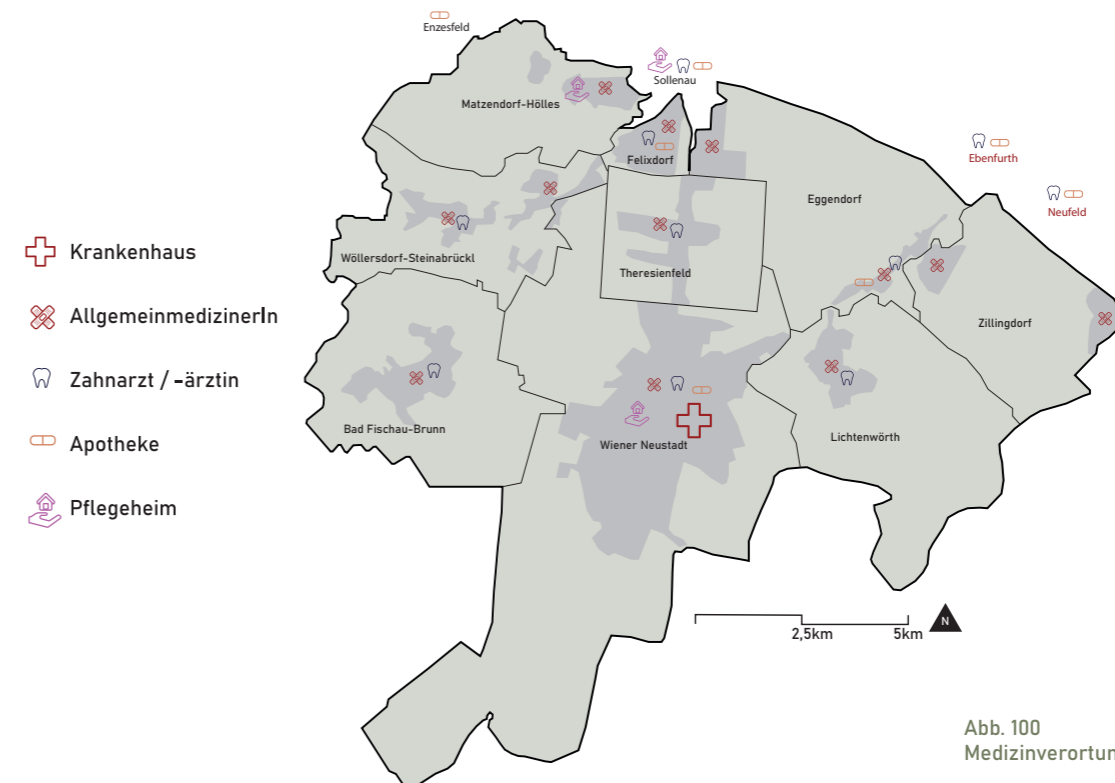 Enzesfeld
Sollenau
Matzendorf-Hölles
Felixdorf
Ebenfurth
Eggendorf
Neufeld
Krankenhaus
Wöllersdorf-Steinabrückl
Theresienfeld
AllgemeinmedizinerIn
Zillingdorf
Zahnarzt / -ärztin
Bad Fischau-Brunn
Wiener Neustadt
Lichtenwörth
Apotheke
Pflegeheim
2,5km
5km
N
Abb. 100
Medizinverortun